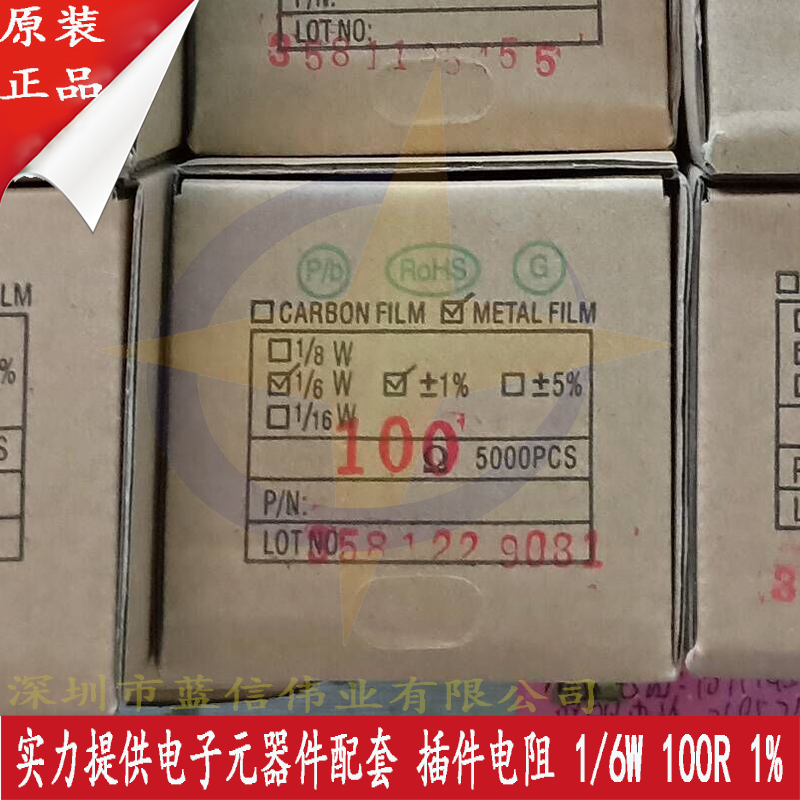 原装
正品
P/N:
LOT NO:
P/b RoHS G
CARBON FILM METAL FILM
1/8 W
1/6 W ±1% ±5%
1/16 W
100 Ω 5000PCS
P/N:
LOT NO 3581229081
LM
%
S
深圳市蓝信伟业有限公司
实力提供电子元器件配套 插件电阻 1/6W 100R 1%